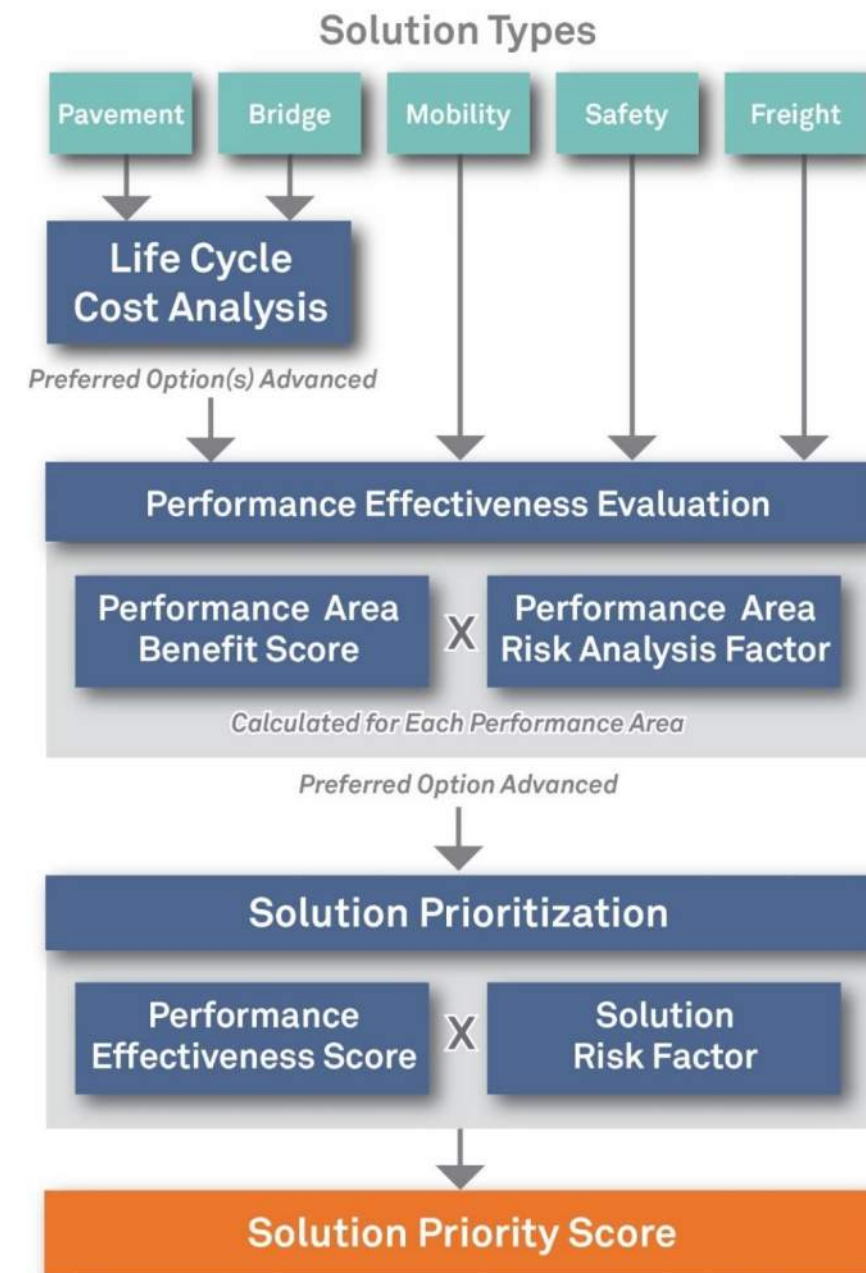 Solution Types
Pavement
Bridge
Mobility
Safety
Freight
Life Cycle
Cost Analysis
Preferred Option(s) Advanced
Performance Effectiveness Evaluation
Performance Area
Benefit Score
X
Performance Area
Risk Analysis Factor
Calculated for Each Performance Area
Preferred Option Advanced
Solution Prioritization
Performance
Effectiveness Score
X
Solution
Risk Factor
Solution Priority Score